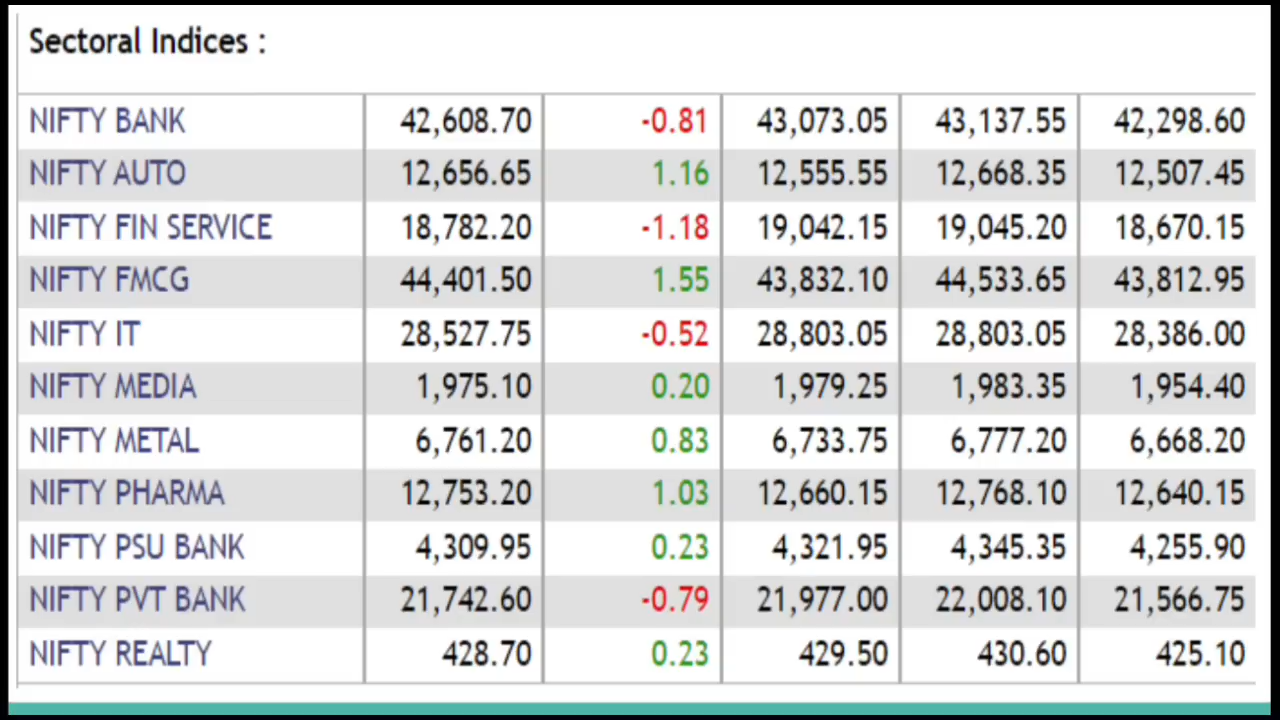 Sectoral Indices :
NIFTY BANK 42,608.70 -0.81 43,073.05 43,137.55 42,298.60
NIFTY AUTO 12,656.65 1.16 12,555.55 12,668.35 12,507.45
NIFTY FIN SERVICE 18,782.20 -1.18 19,042.15 19,045.20 18,670.15
NIFTY FMCG 44,401.50 1.55 43,832.10 44,533.65 43,812.95
NIFTY IT 28,527.75 -0.52 28,803.05 28,803.05 28,386.00
NIFTY MEDIA 1,975.10 0.20 1,979.25 1,983.35 1,954.40
NIFTY METAL 6,761.20 0.83 6,733.75 6,777.20 6,668.20
NIFTY PHARMA 12,753.20 1.03 12,660.15 12,768.10 12,640.15
NIFTY PSU BANK 4,309.95 0.23 4,321.95 4,345.35 4,255.90
NIFTY PVT BANK 21,742.60 -0.79 21,977.00 22,008.10 21,566.75
NIFTY REALTY 428.70 0.23 429.50 430.60 425.10